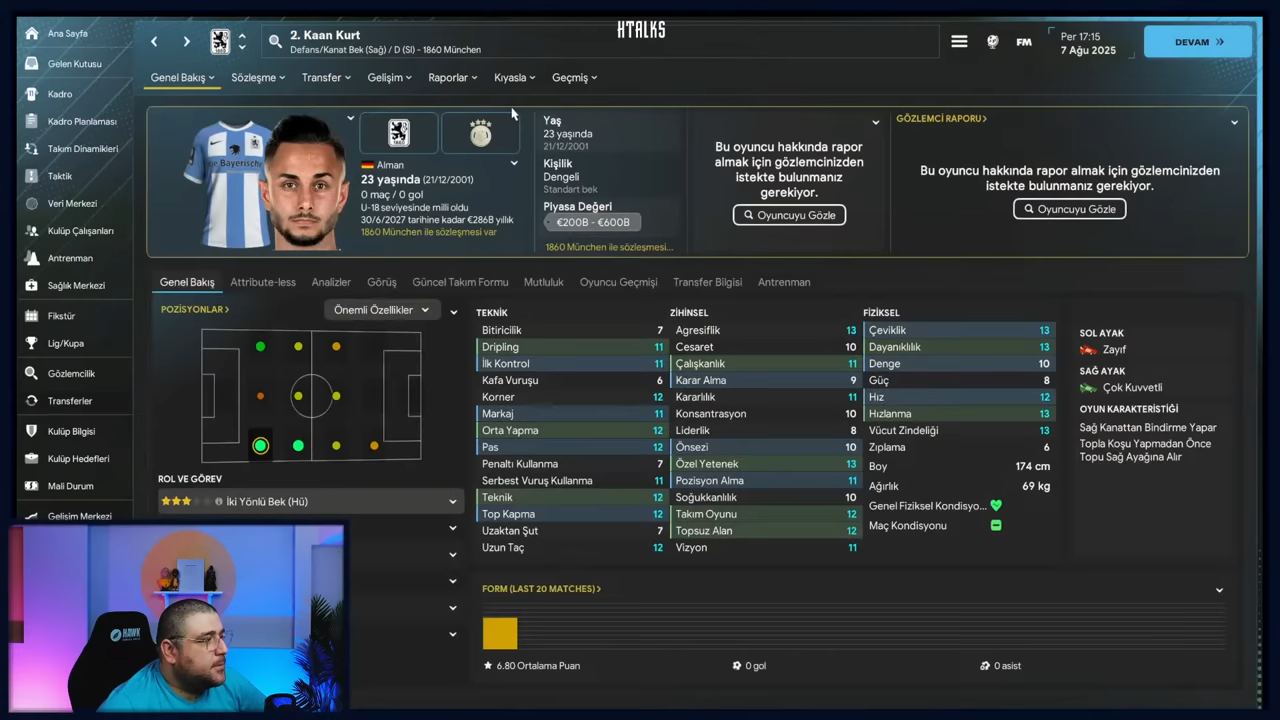 HTALKS
Ana Sayfa
Gelen Kutusu
Kadro
Kadro Planlaması
Takım Dinamikleri
Taktik
Veri Merkezi
Kulüp Çalışanları
Antrenman
Sağlık Merkezi
Fikstür
Lig/Kupa
Gözlemcilik
Transferler
Kulüp Bilgisi
Kulüp Hedefleri
Mali Durum
Gelişim Merkezi
2. Kaan Kurt
Defans/Kanat Bek (Sağ) / D (Sl) - 1860 München
FM
Per 17:15
7 Ağu 2025
DEVAM
Genel Bakış
Sözleşme
Transfer
Gelişim
Raporlar
Kıyasla
Geçmiş
Alman
23 yaşında (21/12/2001)
0 maç / 0 gol
U-18 seviyesinde milli oldu
30/6/2027 tarihine kadar €286B yıllık
1860 München ile sözleşmesi var
Yaş
23 yaşında
21/12/2001
Kişilik
Dengeli
Standart bek
Piyasa Değeri
€200B - €600B
1860 München ile sözleşmesi...
Bu oyuncu hakkında rapor
almak için gözlemcinizden
istekte bulunmanız
gerekiyor.
Oyuncuyu Gözle
GÖZLEMCİ RAPORU>
Bu oyuncu hakkında rapor almak için gözlemcinizden
istekte bulunmanız gerekiyor.
Oyuncuyu Gözle
Genel Bakış
Attribute-less
Analizler
Görüş
Güncel Takım Formu
Mutluluk
Oyuncu Geçmişi
Transfer Bilgisi
Antrenman
POZİSYONLAR>
Önemli Özellikler
ROL VE GÖREV
İki Yönlü Bek (Hü)
TEKNİK
Bitiricilik 7
Dripling 11
İlk Kontrol 11
Kafa Vuruşu 6
Korner 12
Markaj 11
Orta Yapma 12
Pas 12
Penaltı Kullanma 7
Serbest Vuruş Kullanma 11
Teknik 12
Top Kapma 12
Uzaktan Şut 7
Uzun Taç 12
ZİHİNSEL
Agresiflik 13
Cesaret 10
Çalışkanlık 11
Karar Alma 9
Kararlılık 11
Konsantrasyon 10
Liderlik 8
Önsezi 10
Özel Yetenek 13
Pozisyon Alma 11
Soğukkanlılık 10
Takım Oyunu 12
Topsuz Alan 12
Vizyon 11
FİZİKSEL
Çeviklik 13
Dayanıklılık 13
Denge 10
Güç 8
Hız 12
Hızlanma 13
Vücut Zindeliği 13
Zıplama 6
Boy 174 cm
Ağırlık 69 kg
Genel Fiziksel Kondisyo...
Maç Kondisyonu
SOL AYAK
Zayıf
SAĞ AYAK
Çok Kuvvetli
OYUN KARAKTERİSTİĞİ
Sağ Kanattan Bindirme Yapar
Topla Koşu Yapmadan Önce
Topu Sağ Ayağına Alır
FORM (LAST 20 MATCHES)>
6.80 Ortalama Puan
0 gol
0 asist
HAWK